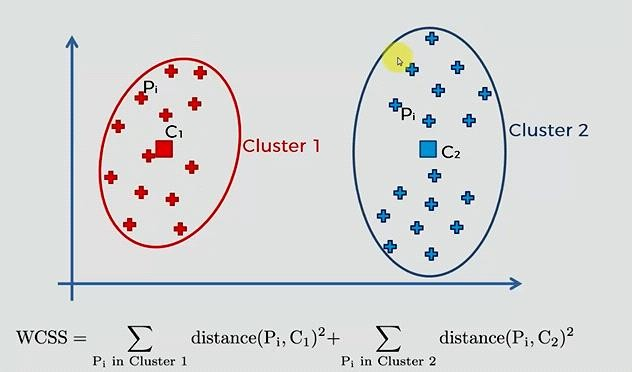 Pi
C1
Cluster 1
Pi
C2
Cluster 2
WCSS = ∑ distance(Pi, C1)²+ ∑ distance(Pi, C2)²
Pi in Cluster 1 Pi in Cluster 2